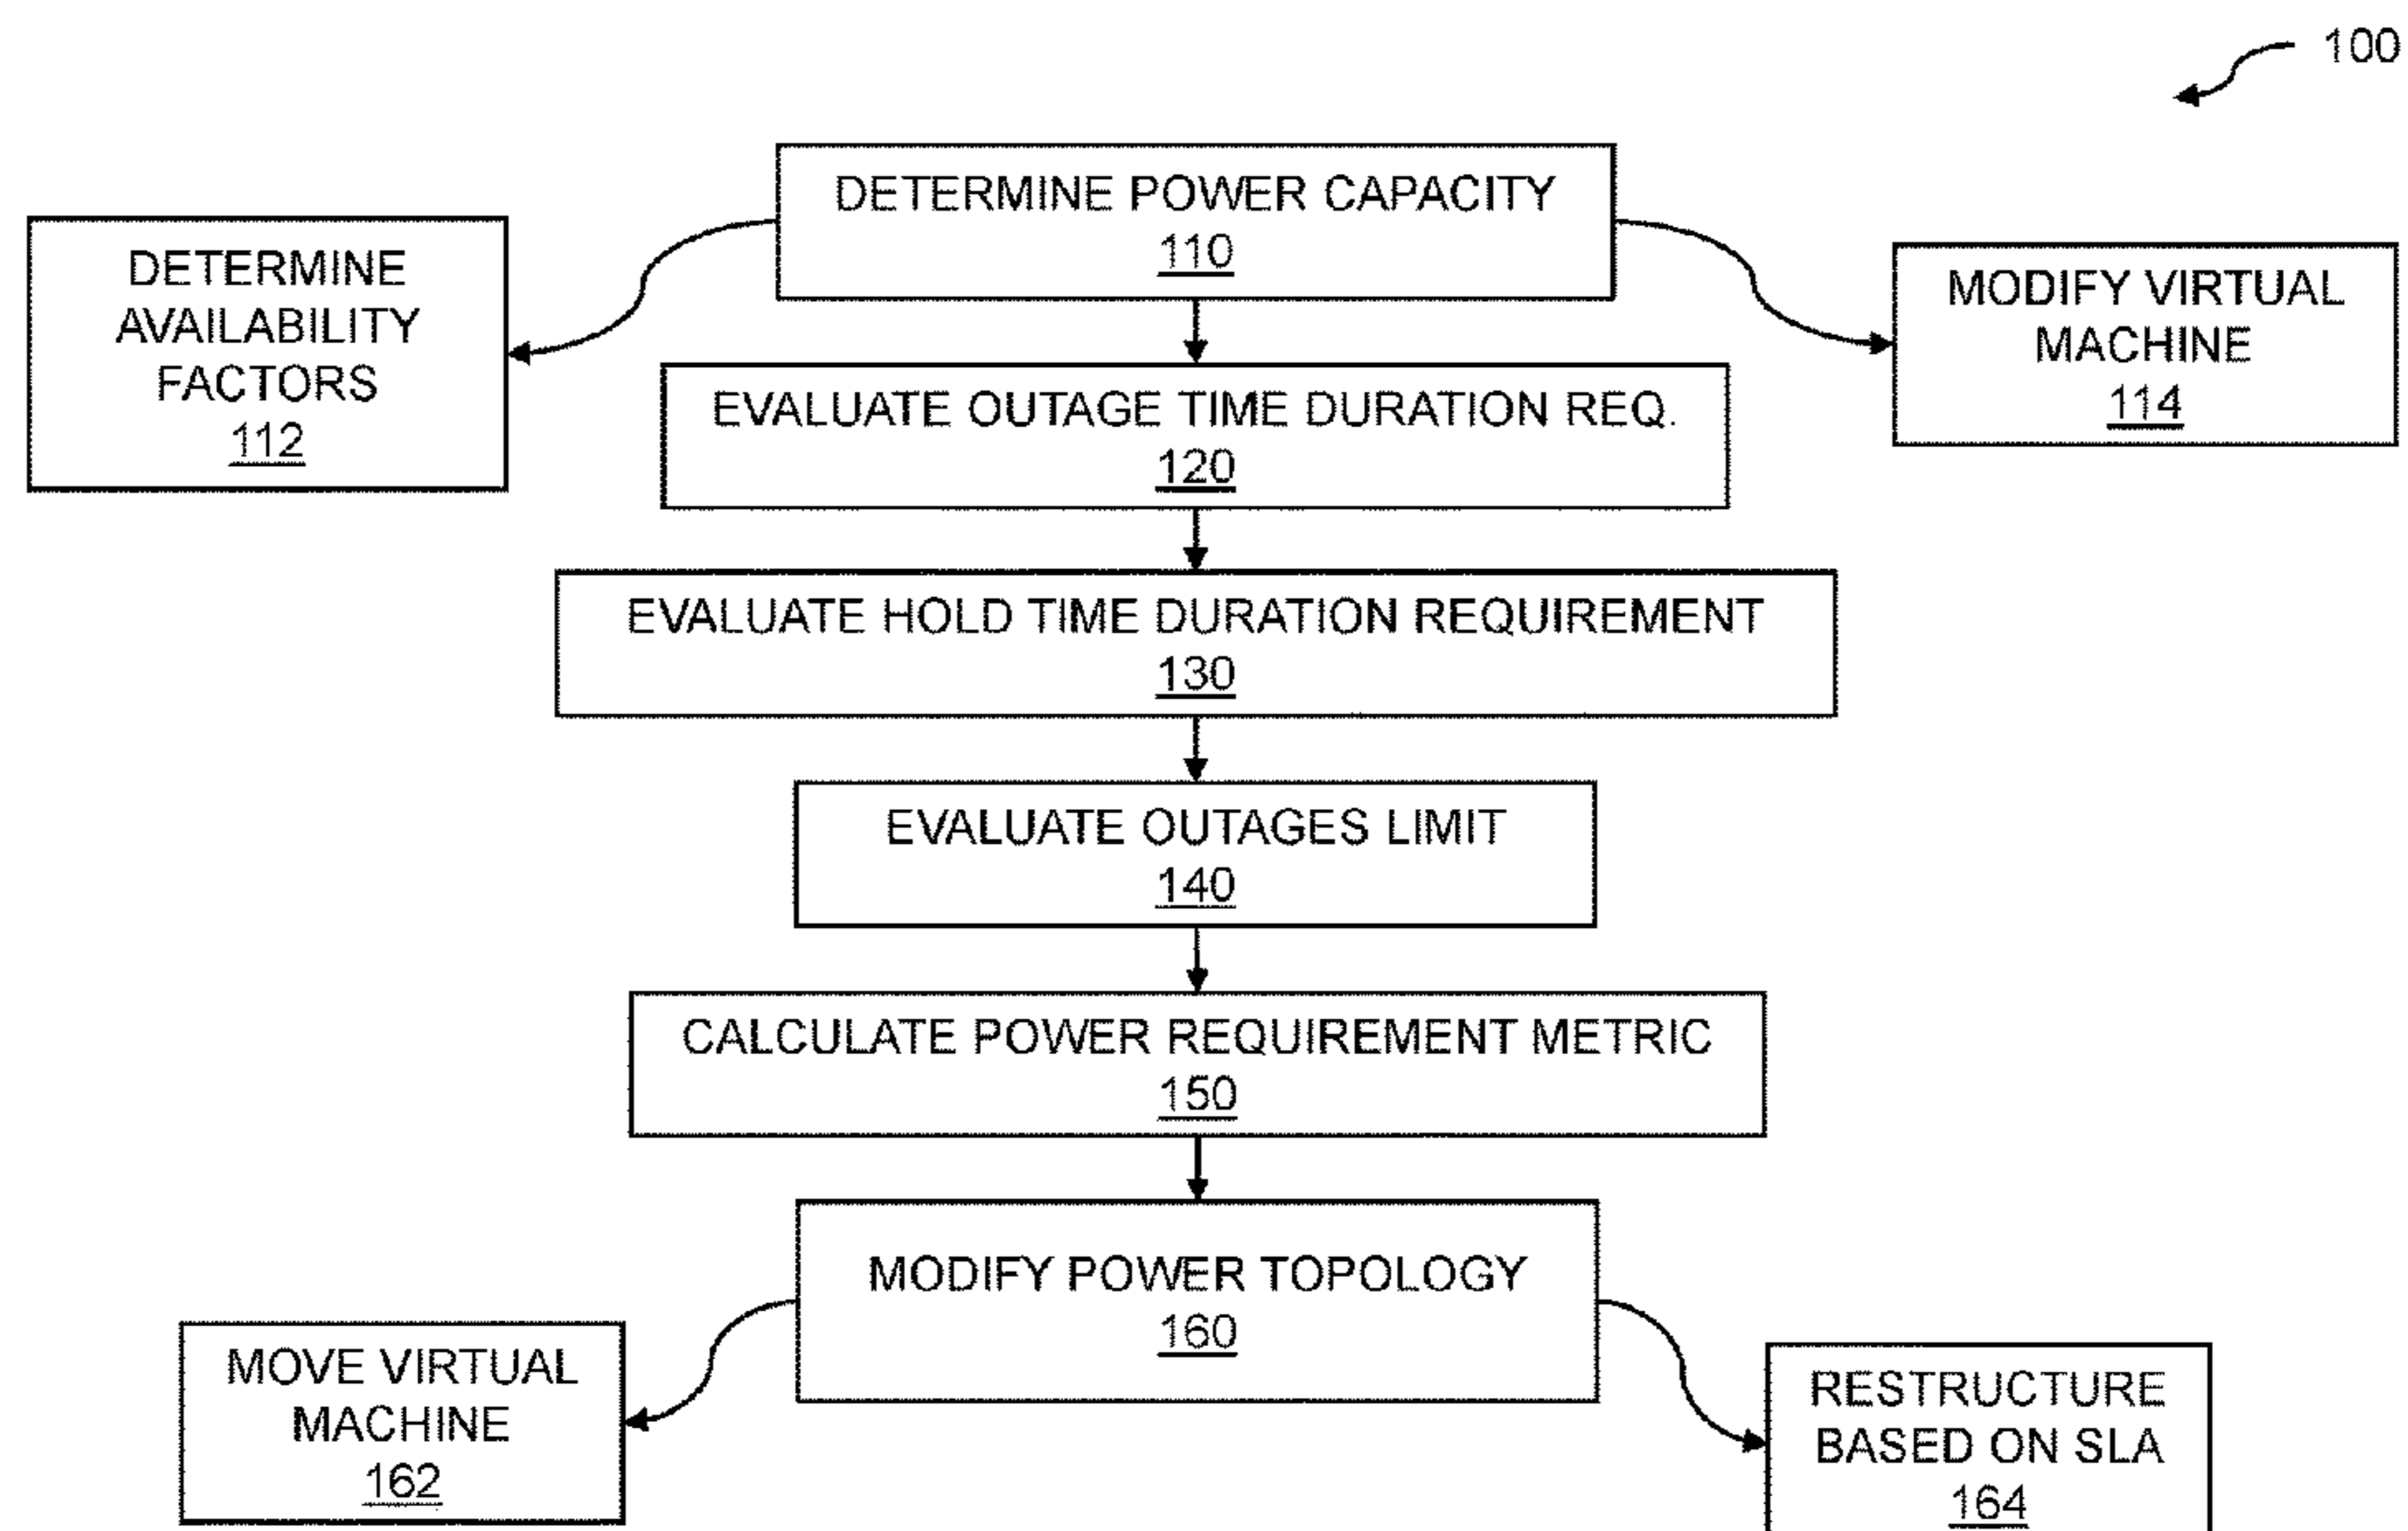 100
DETERMINE POWER CAPACITY
110
DETERMINE
AVAILABILITY
FACTORS
112
MODIFY VIRTUAL
MACHINE
114
EVALUATE OUTAGE TIME DURATION REQ.
120
EVALUATE HOLD TIME DURATION REQUIREMENT
130
EVALUATE OUTAGES LIMIT
140
CALCULATE POWER REQUIREMENT METRIC
150
MODIFY POWER TOPOLOGY
160
MOVE VIRTUAL
MACHINE
162
RESTRUCTURE
BASED ON SLA
164